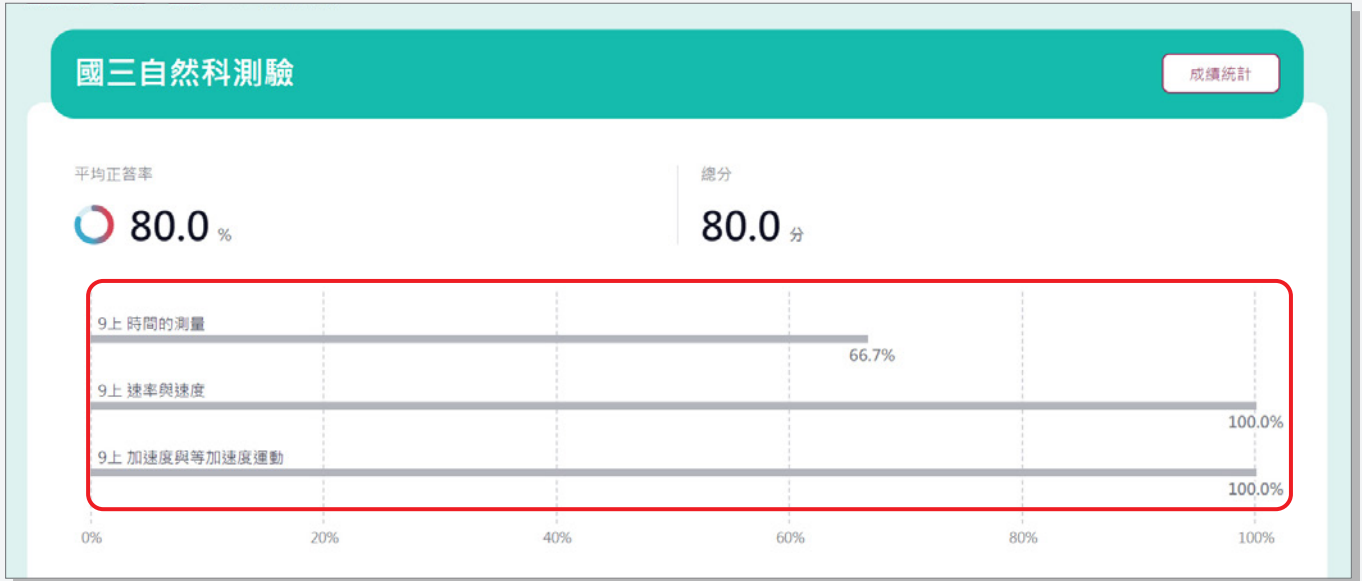 國三自然科測驗
成績統計
平均正答率
總分
80.0 %
80.0 分
9上 時間的測量
66.7%
9上 速率與速度
100.0%
9上 加速度與等加速度運動
100.0%
0% 20% 40% 60% 80% 100%